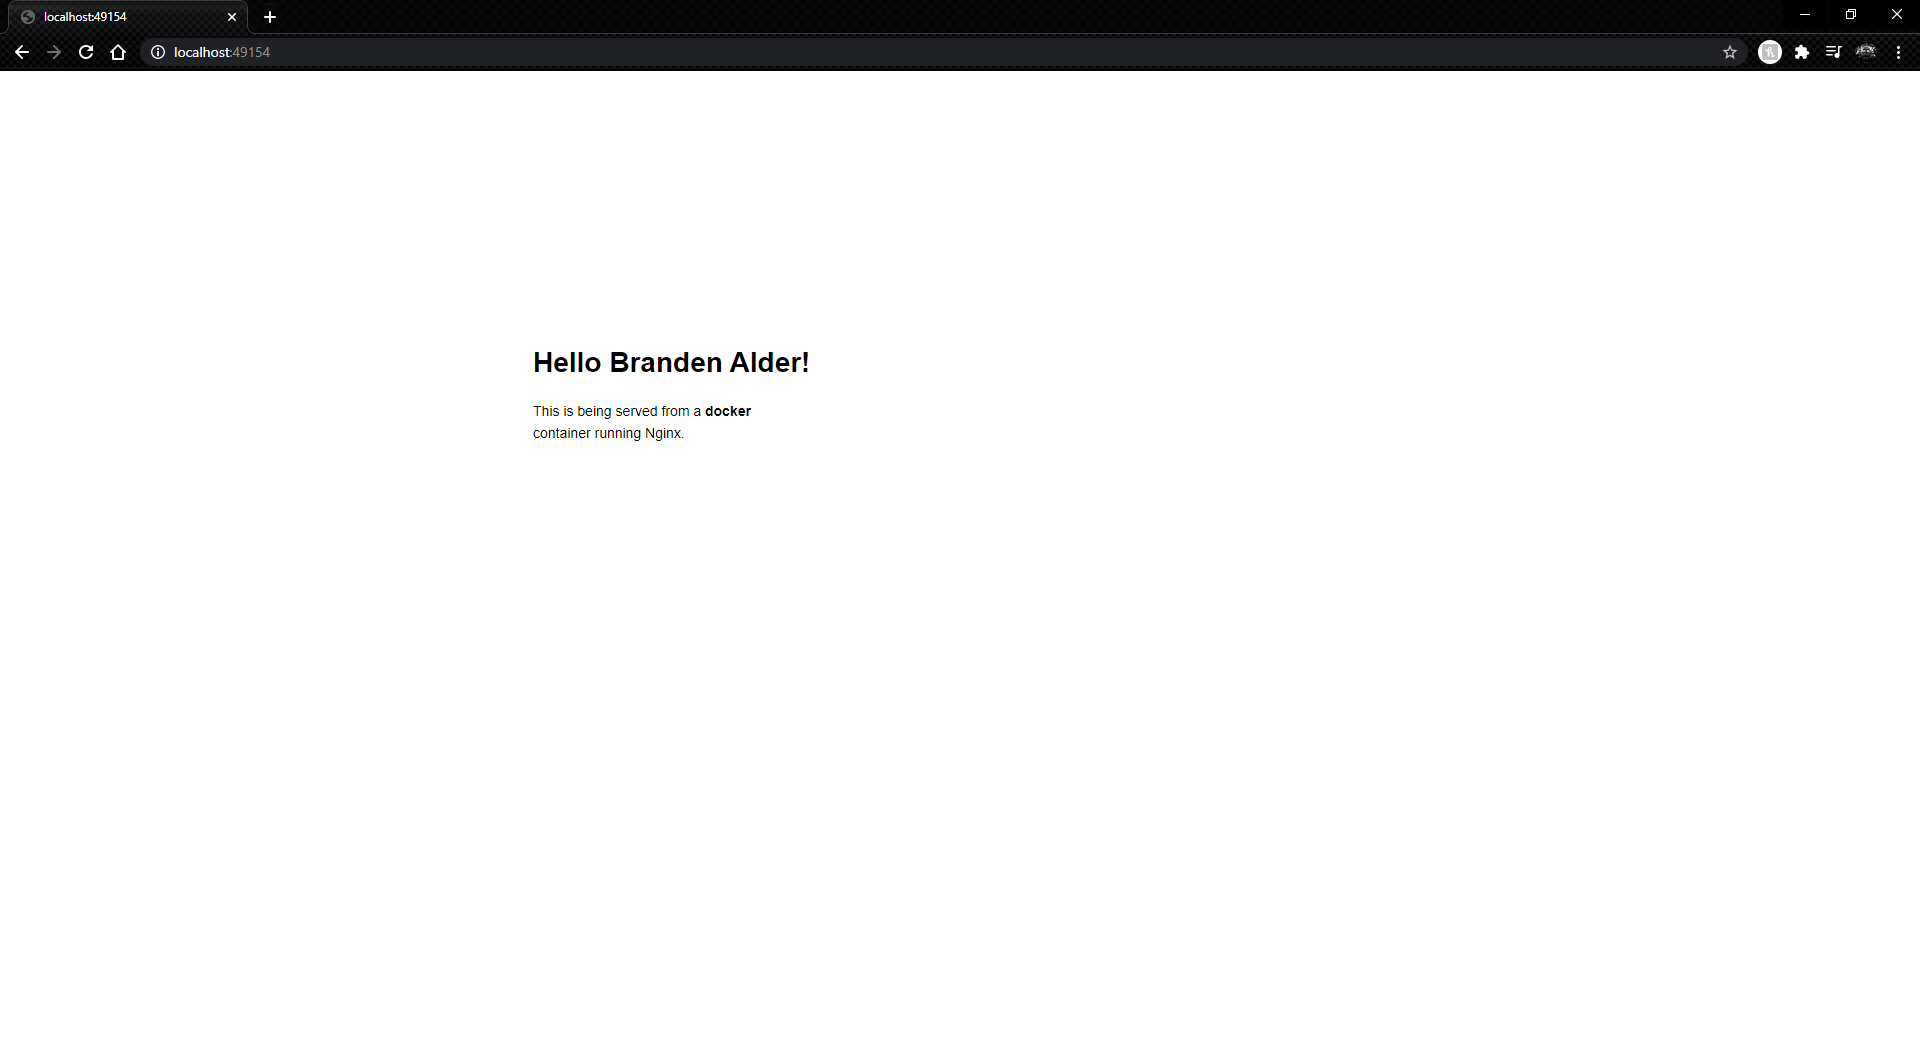 localhost:49154
localhost:49154
Hello Branden Alder!
This is being served from a docker
container running Nginx.